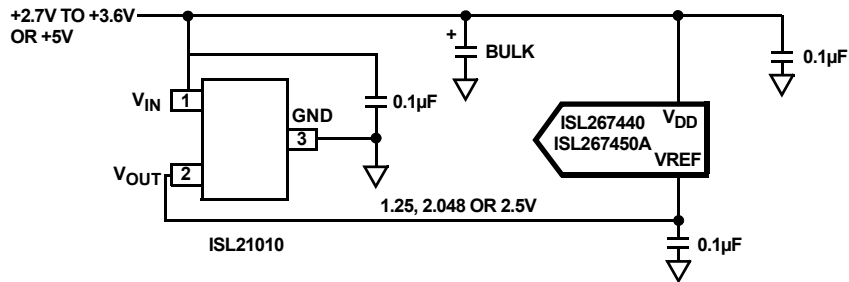 +2.7V TO +3.6V
OR +5V
+
BULK
0.1µF
VIN
1
0.1µF
GND
3
VOUT
2
ISL267440
ISL267450A
VDD
VREF
1.25, 2.048 OR 2.5V
ISL21010
0.1µF